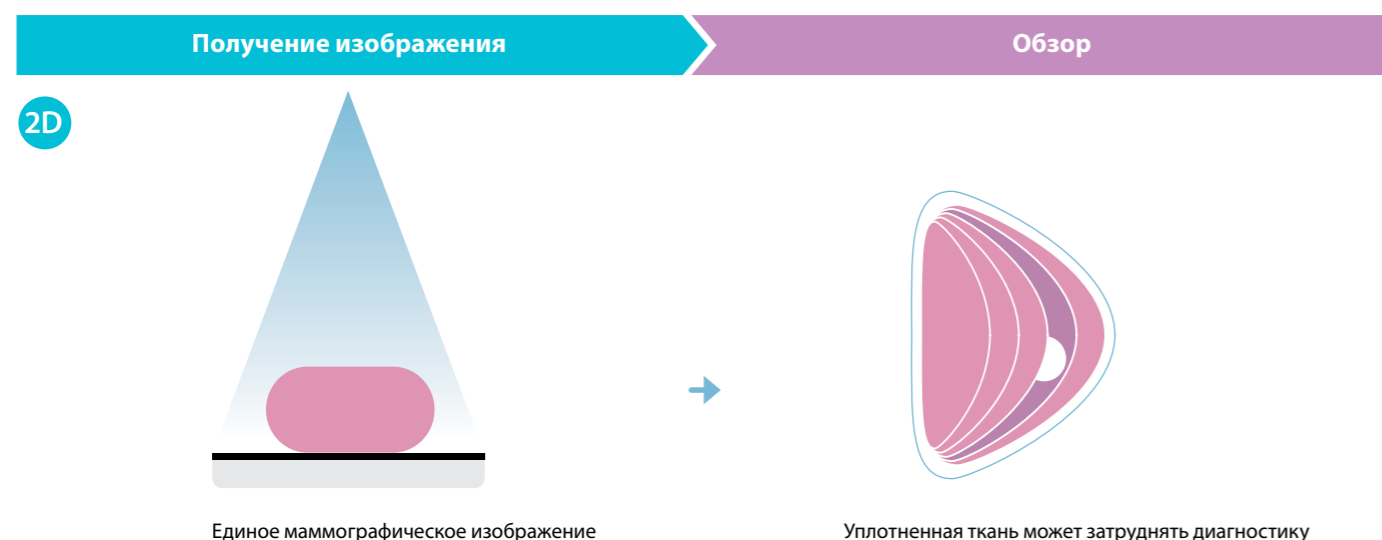 Получение изображения
Обзор
2D
Единое маммографическое изображение
Уплотненная ткань может затруднять диагностику